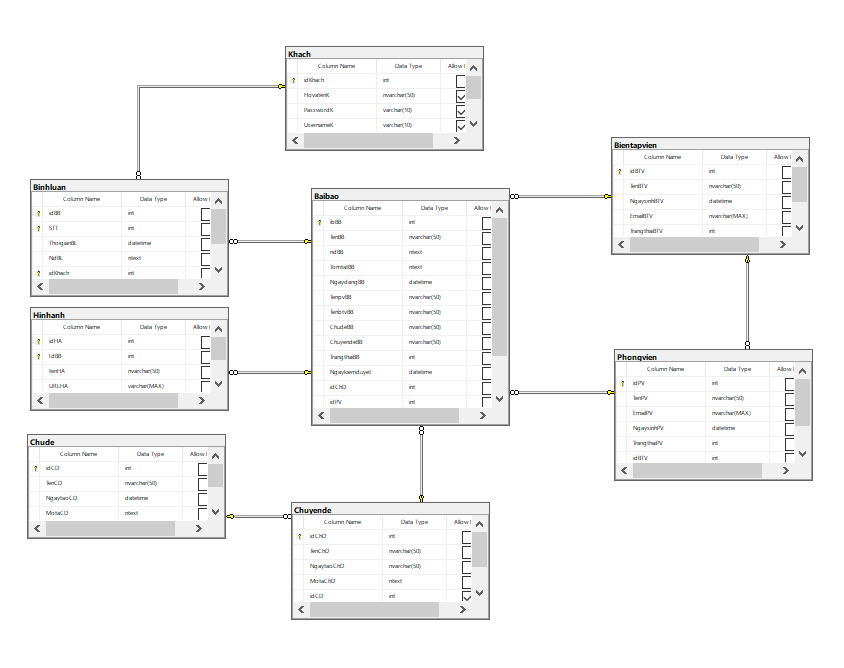 Khach
Column Name Data Type Allow
idKhach int
HovatenK nvarchar(50)
PasswordK varchar(10)
UsernameK varchar(10)
Bientapvien
Column Name Data Type Allow
idBTV int
TenBTV nvarchar(50)
NgaysinhBTV datetime
EmailBTV nvarchar(MAX)
TrangthaiBTV int
Binhluan
Column Name Data Type Allow
idBB int
STT int
ThoigianBL datetime
NdBL ntext
idKhach int
Baibao
Column Name Data Type Allow
ibBB int
TenBB nvarchar(50)
ndBB ntext
TomtatBB ntext
NgaydangBB datetime
TenpvBB nvarchar(50)
TenbtvBB nvarchar(50)
ChudeBB nvarchar(50)
ChuyendeBB nvarchar(50)
TrangthaiBB int
Ngaykiemduyet datetime
idChD int
idPV int
Hinhanh
Column Name Data Type Allow
idHA int
IdBB int
tenHA nvarchar(50)
URLHA varchar(MAX)
Phongvien
Column Name Data Type Allow
idPV int
TenPV nvarchar(50)
EmailPV nvarchar(MAX)
NgaysinhPV datetime
TrangthaiPV int
idBTV int
Chude
Column Name Data Type Allow
idCD int
TenCD nvarchar(50)
NgaytaoCD datetime
MotaCD ntext
Chuyende
Column Name Data Type Allow
idChD int
TenChD nvarchar(50)
NgaytaoChD nvarchar(50)
MotaChD ntext
idCD int